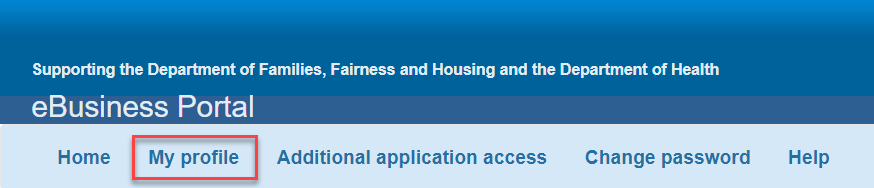 Supporting the Department of Families, Fairness and Housing and the Department of Health
eBusiness Portal
Home My profile Additional application access Change password Help